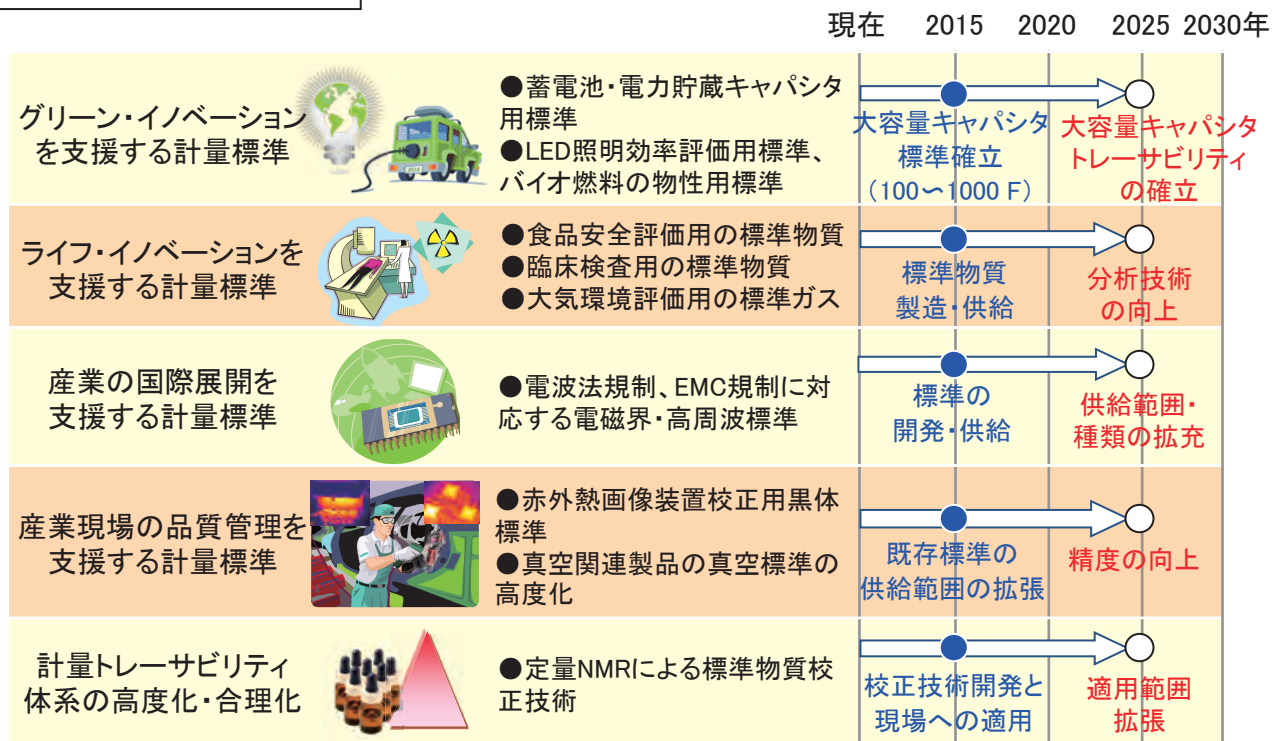 現在 2015 2020 2025 2030年
グリーン・イノベーション
を支援する計量標準
●蓄電池・電力貯蔵キャパシタ
用標準
●LED照明効率評価用標準、
バイオ燃料の物性用標準
大容量キャパシタ
標準確立
（100～1000 F）
大容量キャパシタ
トレーサビリティ
の確立
ライフ・イノベーションを
支援する計量標準
●食品安全評価用の標準物質
●臨床検査用の標準物質
●大気環境評価用の標準ガス
標準物質
製造・供給
分析技術
の向上
産業の国際展開を
支援する計量標準
●電波法規制、EMC規制に対
応する電磁界・高周波標準
標準の
開発・供給
供給範囲・
種類の拡充
産業現場の品質管理を
支援する計量標準
●赤外熱画像装置校正用黒体
標準
●真空関連製品の真空標準の
高度化
既存標準の
供給範囲の拡張
精度の向上
計量トレーサビリティ
体系の高度化・合理化
●定量NMRによる標準物質校
正技術
校正技術開発と
現場への適用
適用範囲
拡張